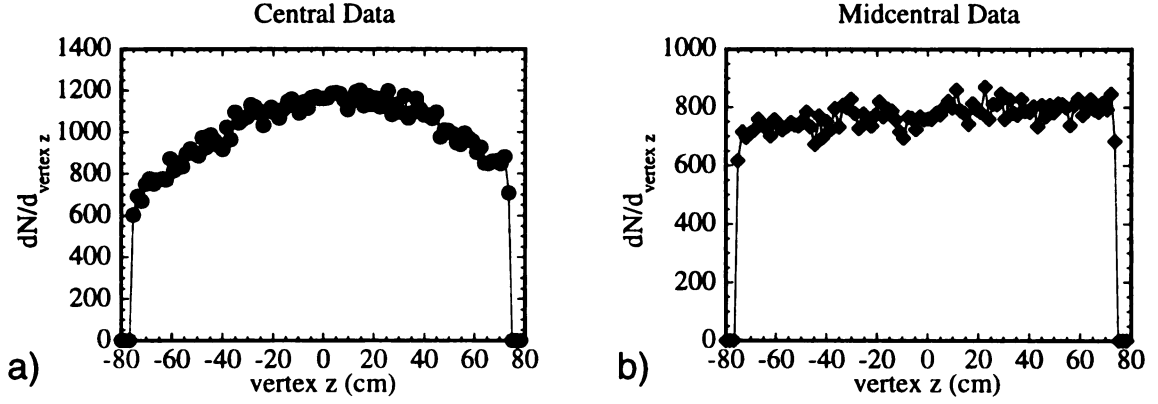 Central Data
1400
1200
1000
800
600
400
200
0
dN/d vertex z
-80 -60 -40 -20 0 20 40 60 80
vertex z (cm)
a)
Midcentral Data
1000
800
600
400
200
0
dN/d vertex z
-80 -60 -40 -20 0 20 40 60 80
vertex z (cm)
b)